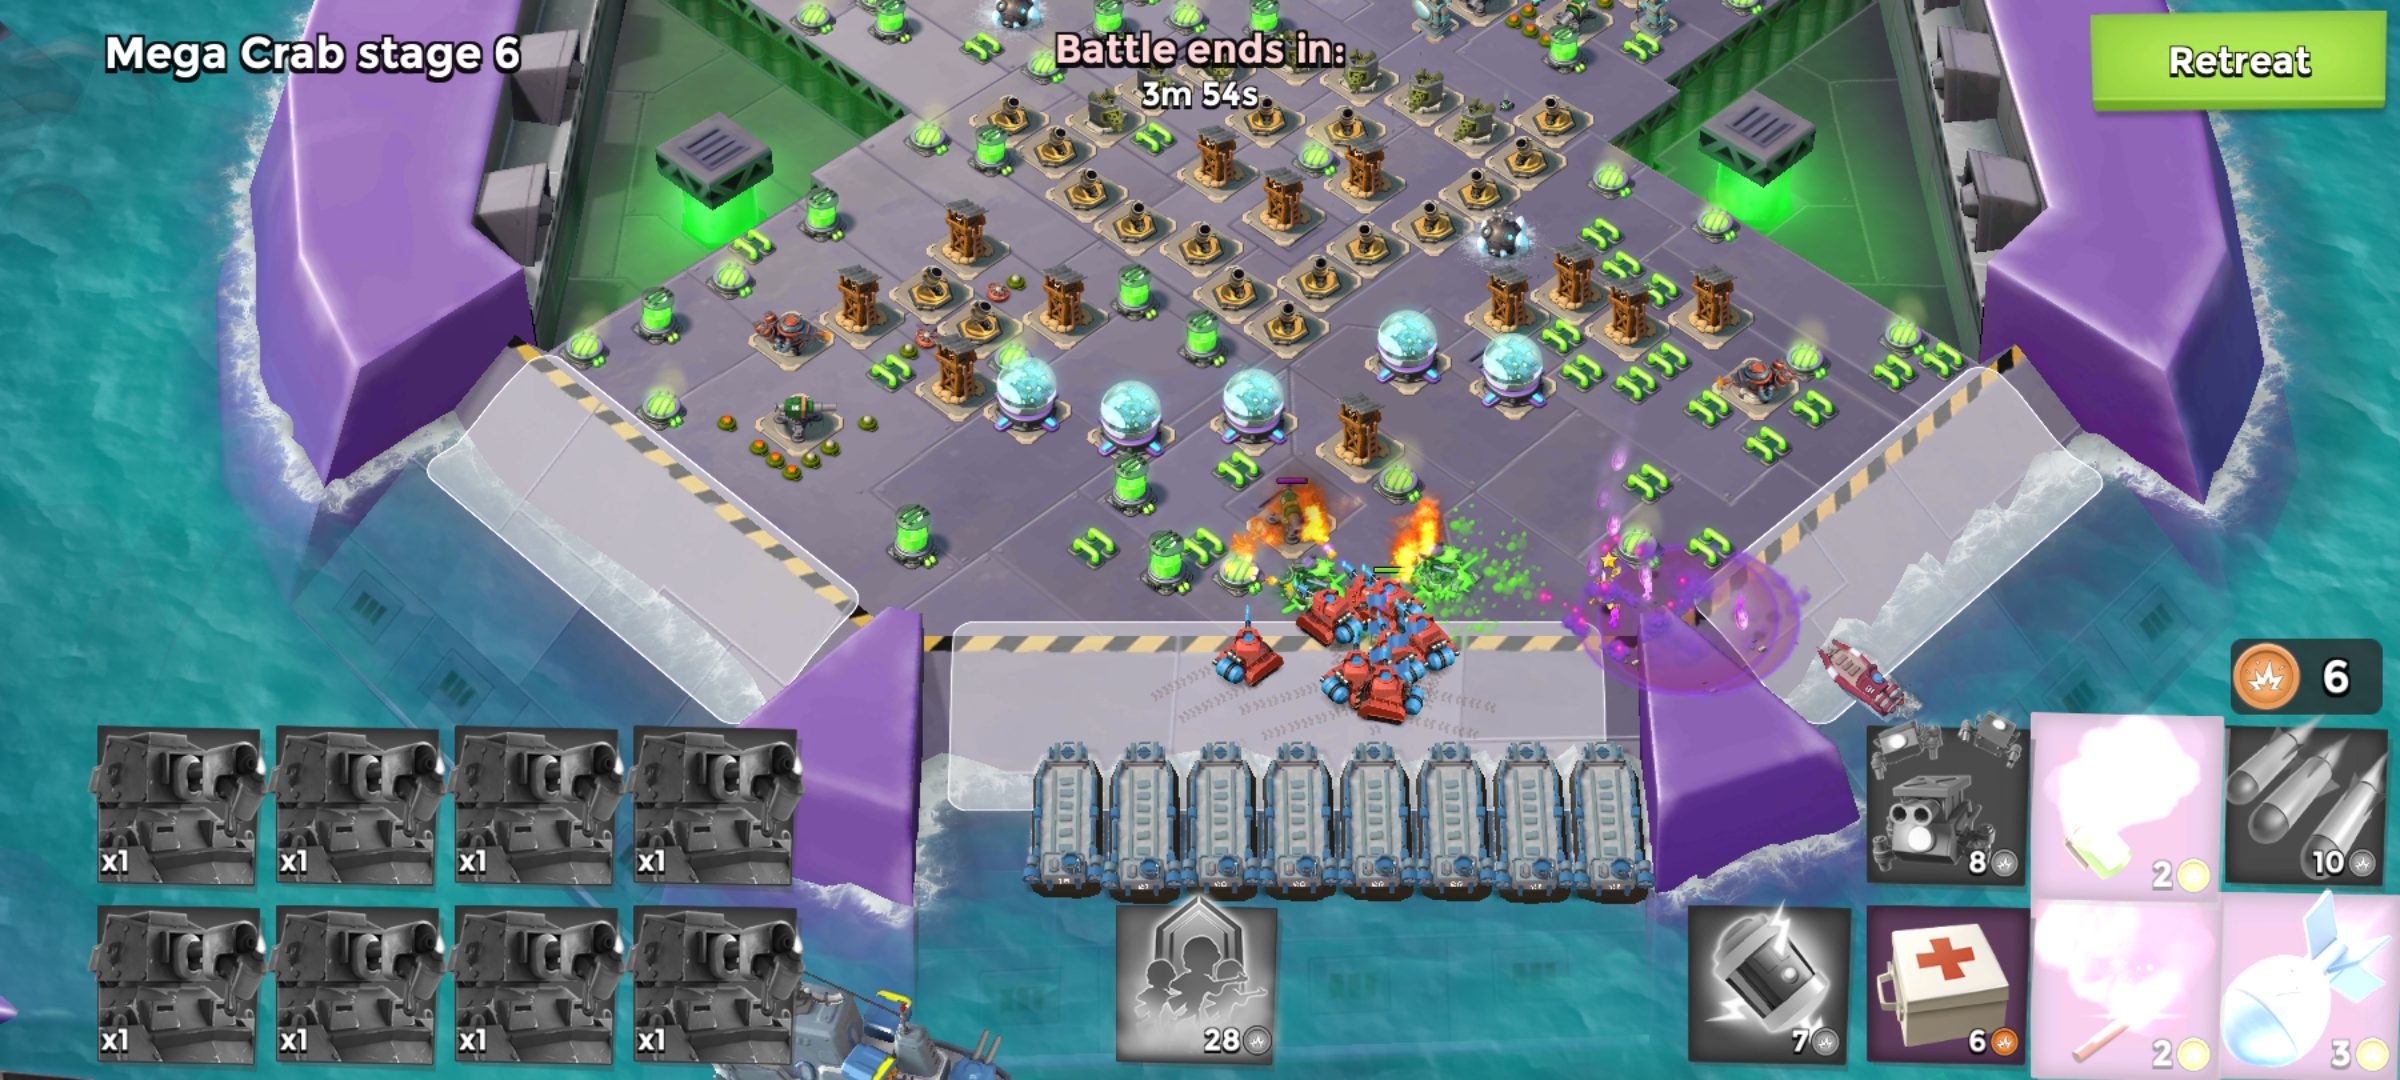 Mega Crab stage 6
Battle ends in:
3m 54s
Retreat
6
x1
x1
x1
x1
8
2
10
x1
x1
x1
x1
28
7
6
2
3